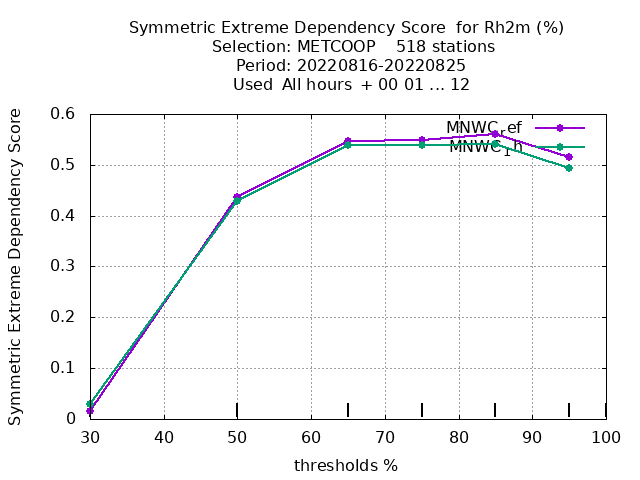 Symmetric Extreme Dependency Score for Rh2m (%)
Selection: METCOOP 518 stations
Period: 20220816-20220825
Used All hours + 00 01 ... 12
Symmetric Extreme Dependency Score
0.6
0.5
0.4
0.3
0.2
0.1
0
MNWC_ref
MNWC_1h
30 40 50 60 70 80 90 100
thresholds %